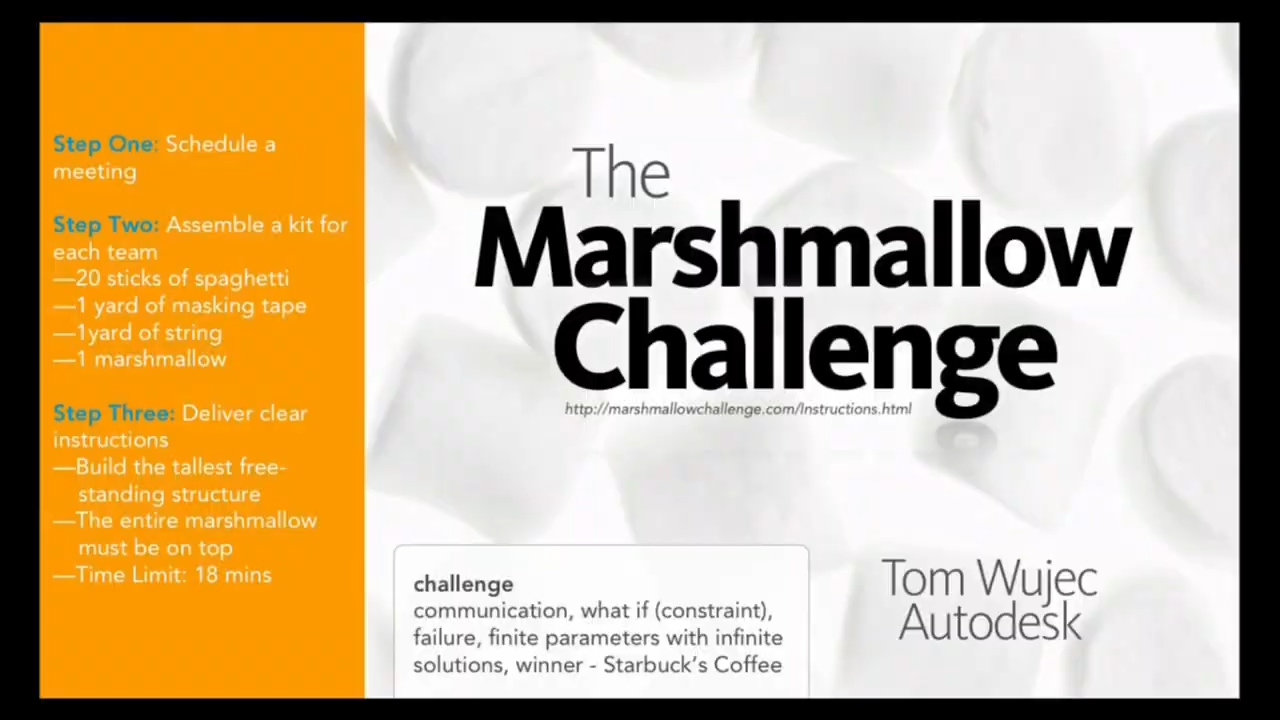 Step One: Schedule a
meeting
Step Two: Assemble a kit for
each team
—20 sticks of spaghetti
—1 yard of masking tape
—1yard of string
—1 marshmallow
Step Three: Deliver clear
instructions
—Build the tallest free-
standing structure
—The entire marshmallow
must be on top
—Time Limit: 18 mins
The
Marshmallow
Challenge
http://marshmallowchallenge.com/Instructions.html
challenge
communication, what if (constraint),
failure, finite parameters with infinite
solutions, winner - Starbuck's Coffee
Tom Wujec
Autodesk